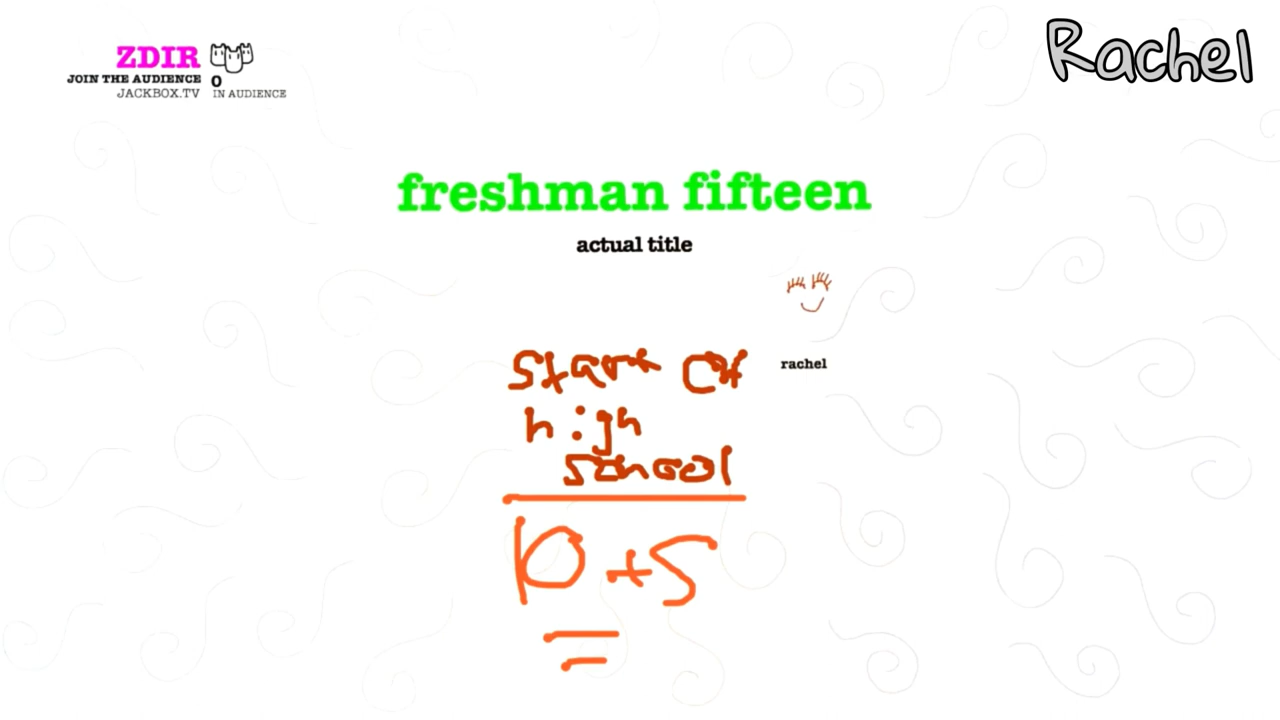 ZDIR
JOIN THE AUDIENCE 0
JACKBOX.TV IN AUDIENCE
Rachel
freshman fifteen
actual title
rachel
start of
high
school
10+5
=